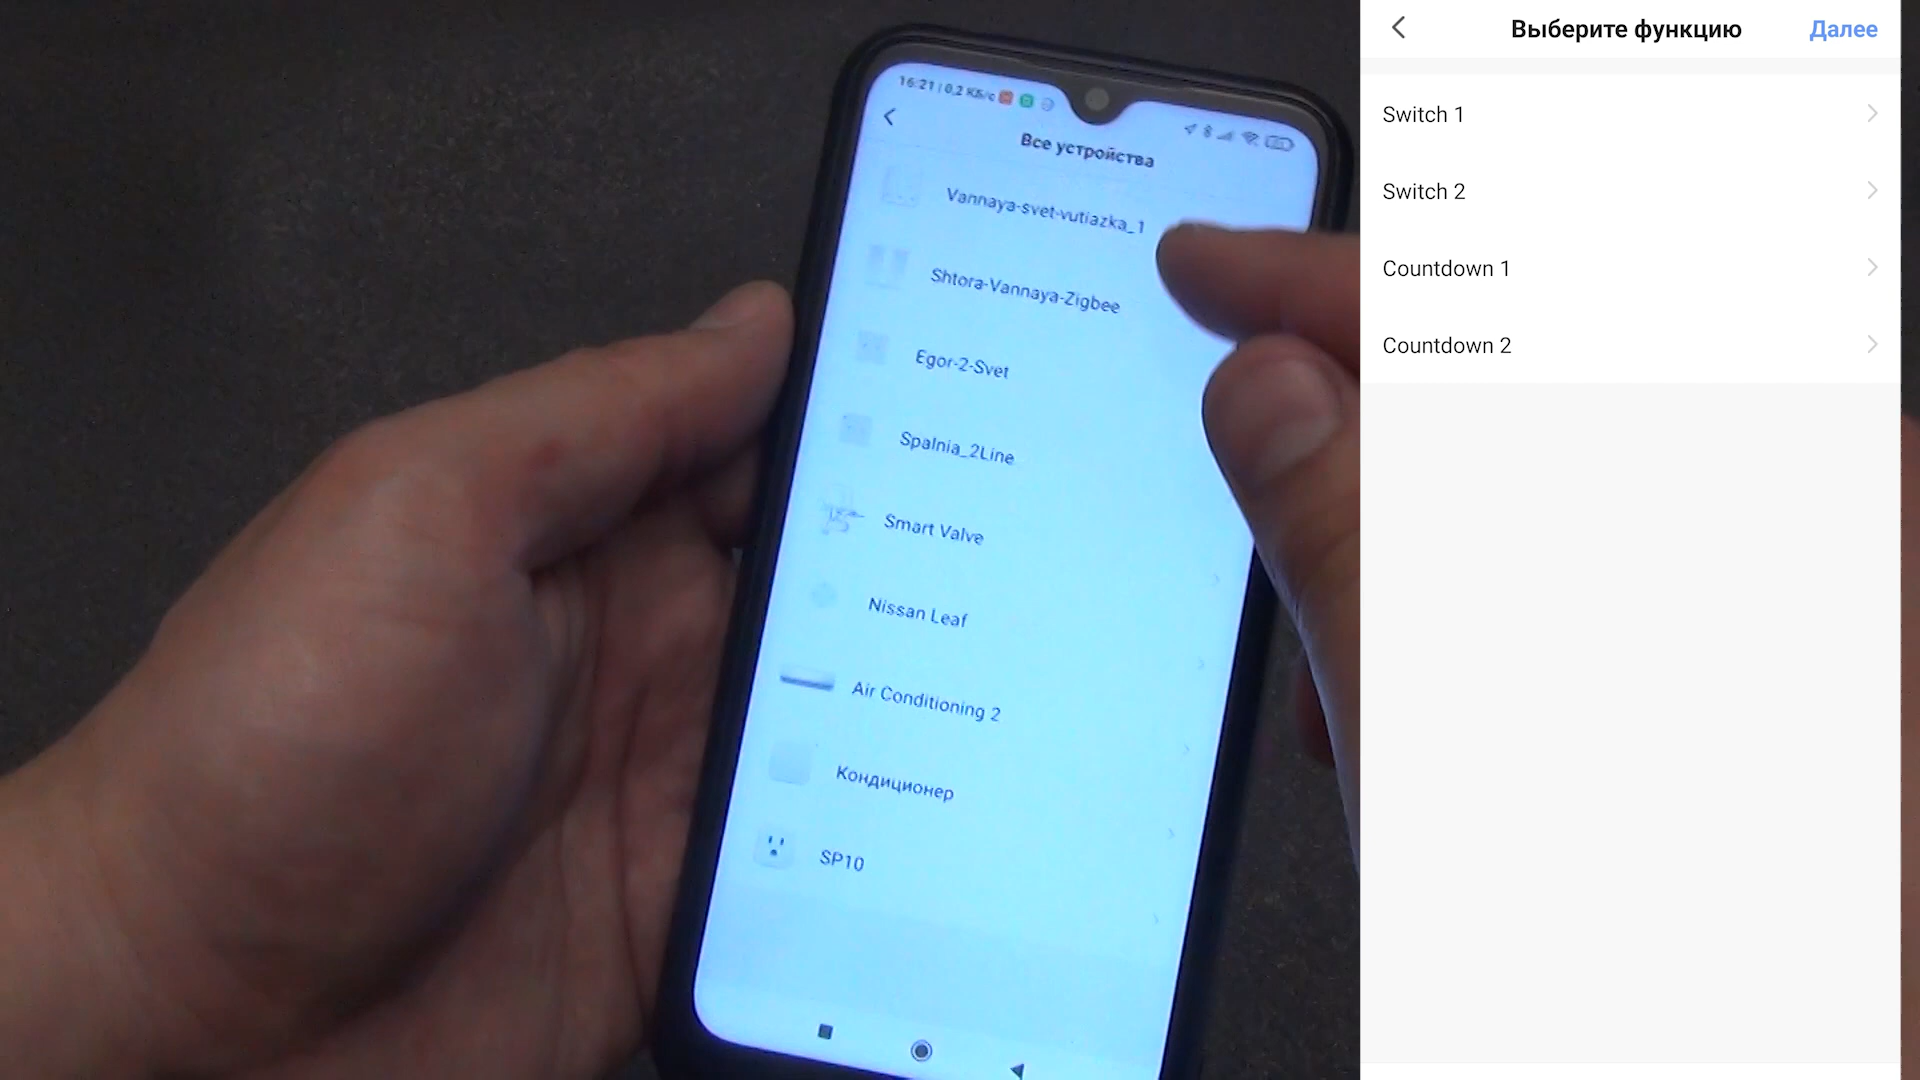 16:21 | 0,2 КБ/с
Все устройства
Vannaya-svet-vutiazka_1
Shtora-Vannaya-Zigbee
Egor-2-Svet
Spalnia_2Line
Smart Valve
Nissan Leaf
Air Conditioning 2
Кондиционер
SP10
Выберите функцию
Далее
Switch 1
Switch 2
Countdown 1
Countdown 2